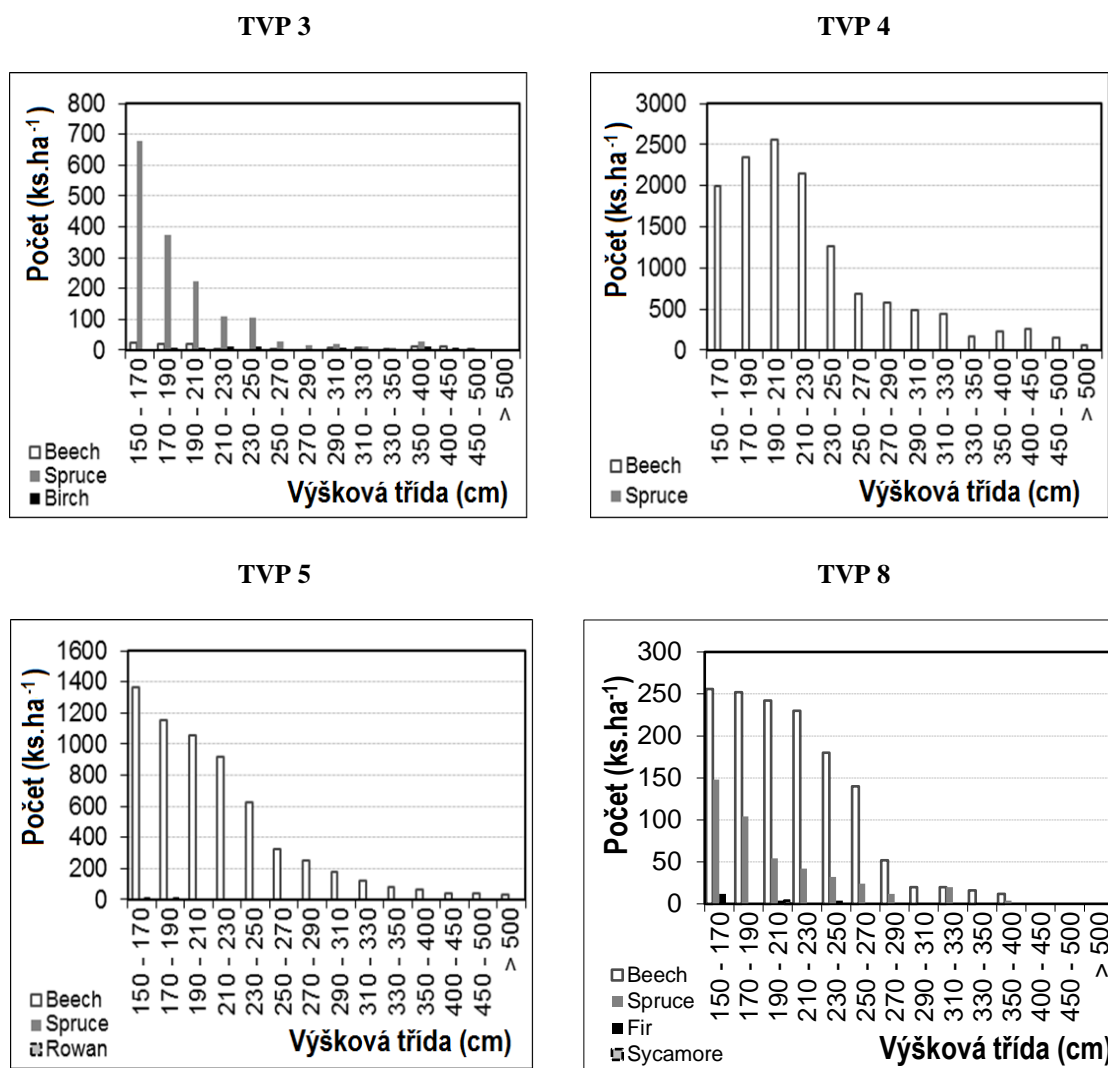 TVP 3
Počet (ks.ha⁻¹)
800
700
600
500
400
300
200
100
0
150 - 170
170 - 190
190 - 210
210 - 230
230 - 250
250 - 270
270 - 290
290 - 310
310 - 330
330 - 350
350 - 400
400 - 450
450 - 500
> 500
Beech
Spruce
Birch
Výšková třída (cm)
TVP 4
Počet (ks.ha⁻¹)
3000
2500
2000
1500
1000
500
0
150 - 170
170 - 190
190 - 210
210 - 230
230 - 250
250 - 270
270 - 290
290 - 310
310 - 330
330 - 350
350 - 400
400 - 450
450 - 500
> 500
Beech
Spruce
Výšková třída (cm)
TVP 5
Počet (ks.ha⁻¹)
1600
1400
1200
1000
800
600
400
200
0
150 - 170
170 - 190
190 - 210
210 - 230
230 - 250
250 - 270
270 - 290
290 - 310
310 - 330
330 - 350
350 - 400
400 - 450
450 - 500
> 500
Beech
Spruce
Rowan
Výšková třída (cm)
TVP 8
Počet (ks.ha⁻¹)
300
250
200
150
100
50
0
150 - 170
170 - 190
190 - 210
210 - 230
230 - 250
250 - 270
270 - 290
290 - 310
310 - 330
330 - 350
350 - 400
400 - 450
450 - 500
> 500
Beech
Spruce
Fir
Sycamore
Výšková třída (cm)